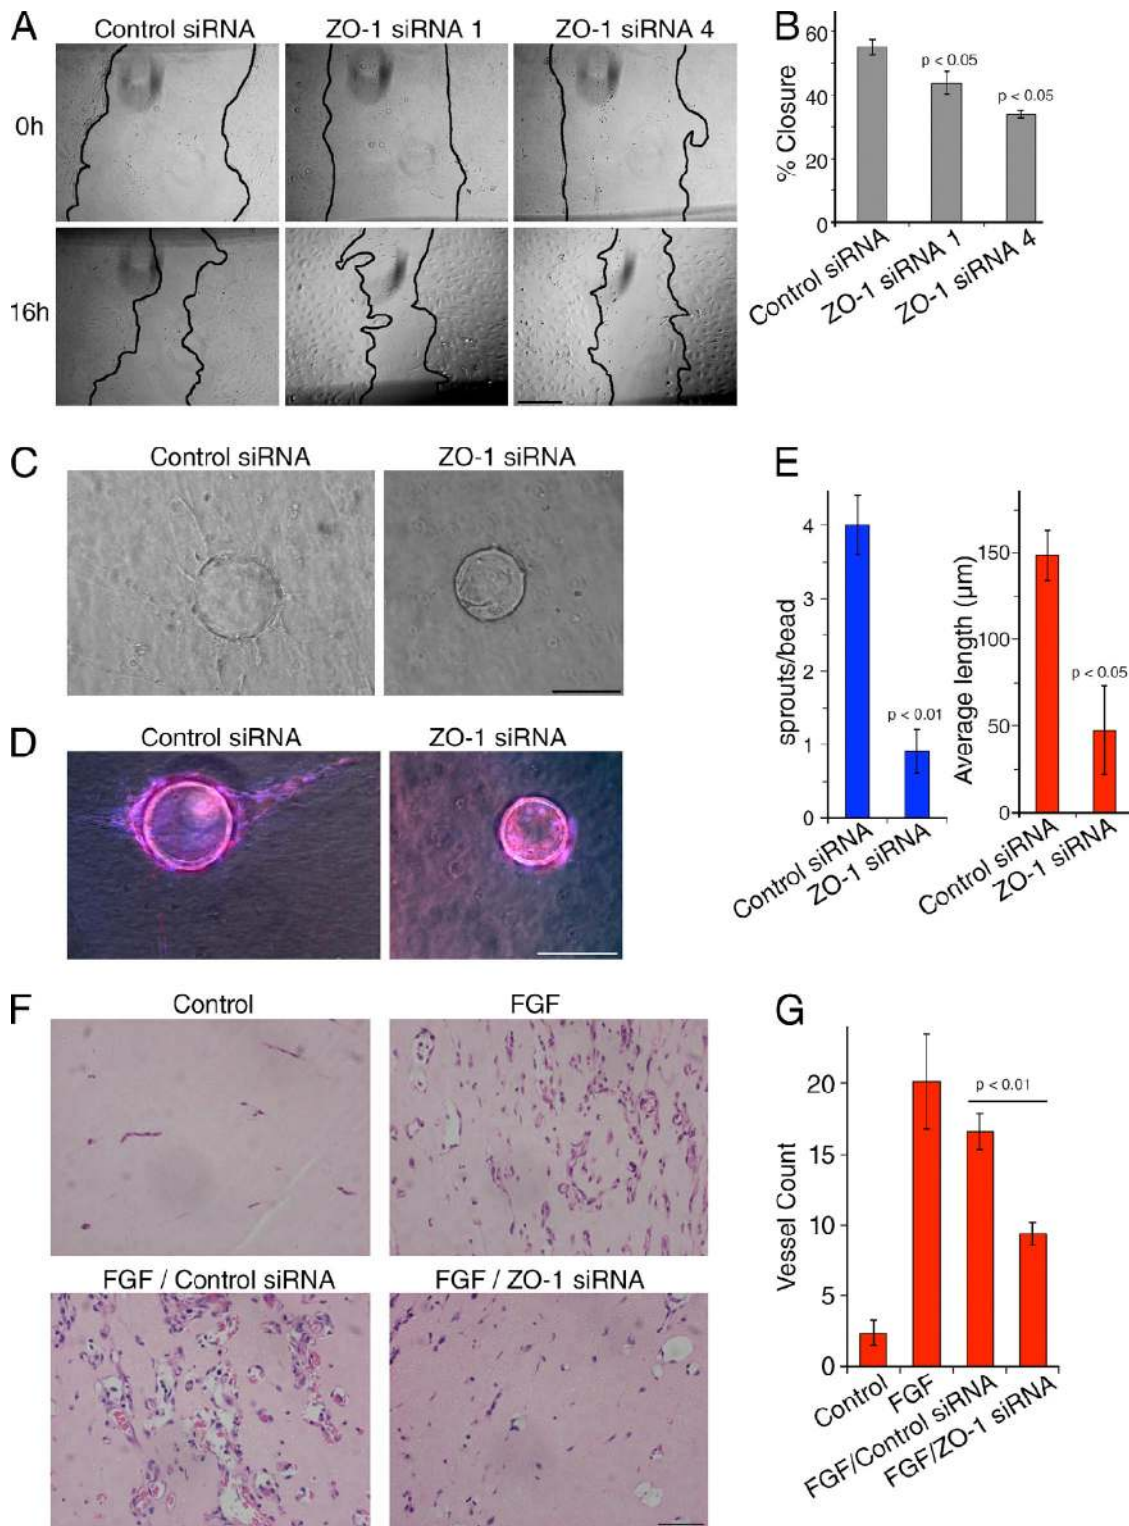 A
Control siRNA
ZO-1 siRNA 1
ZO-1 siRNA 4
0h
16h
B
% Closure
60
40
20
0
p < 0.05
p < 0.05
Control siRNA
ZO-1 siRNA 1
ZO-1 siRNA 4
C
Control siRNA
ZO-1 siRNA
D
Control siRNA
ZO-1 siRNA
E
sprouts/bead
4
3
2
1
0
p < 0.01
Control siRNA
ZO-1 siRNA
Average length (µm)
150
100
50
0
p < 0.05
Control siRNA
ZO-1 siRNA
F
Control
FGF
FGF / Control siRNA
FGF / ZO-1 siRNA
G
Vessel Count
20
15
10
5
0
p < 0.01
Control
FGF
FGF/Control siRNA
FGF/ZO-1 siRNA